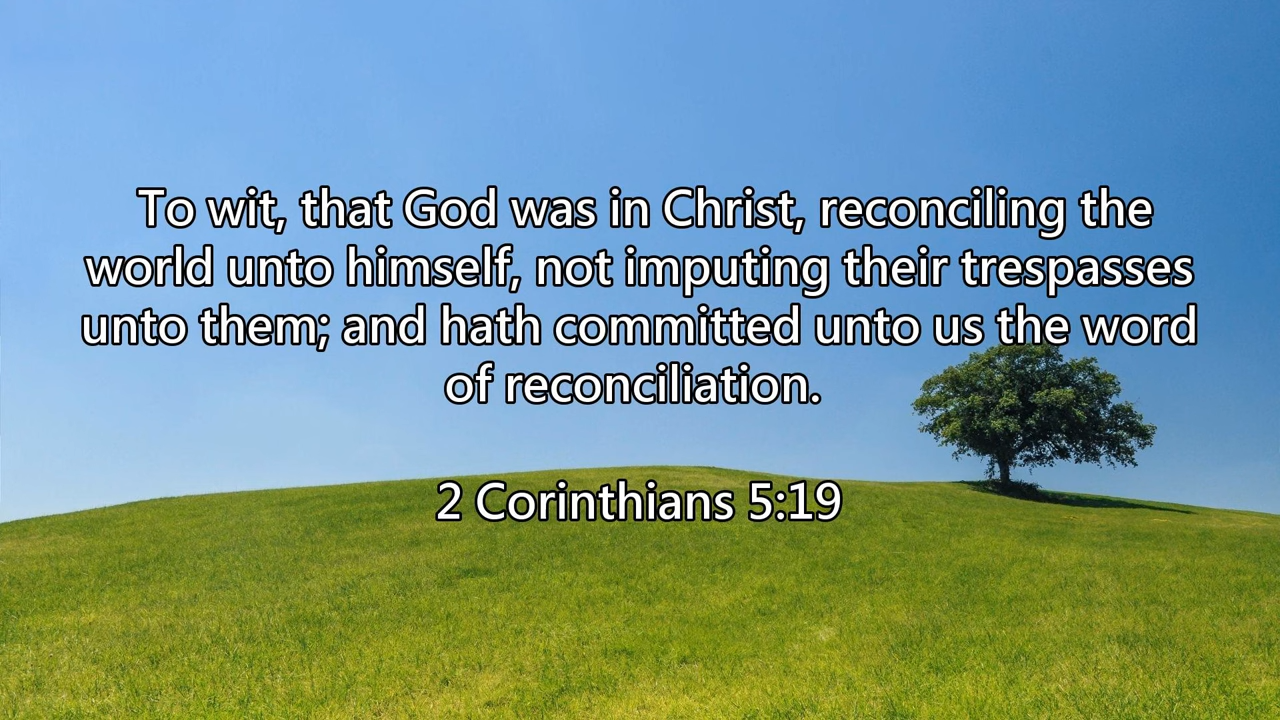 To wit, that God was in Christ, reconciling the
world unto himself, not imputing their trespasses
unto them; and hath committed unto us the word
of reconciliation.
2 Corinthians 5:19